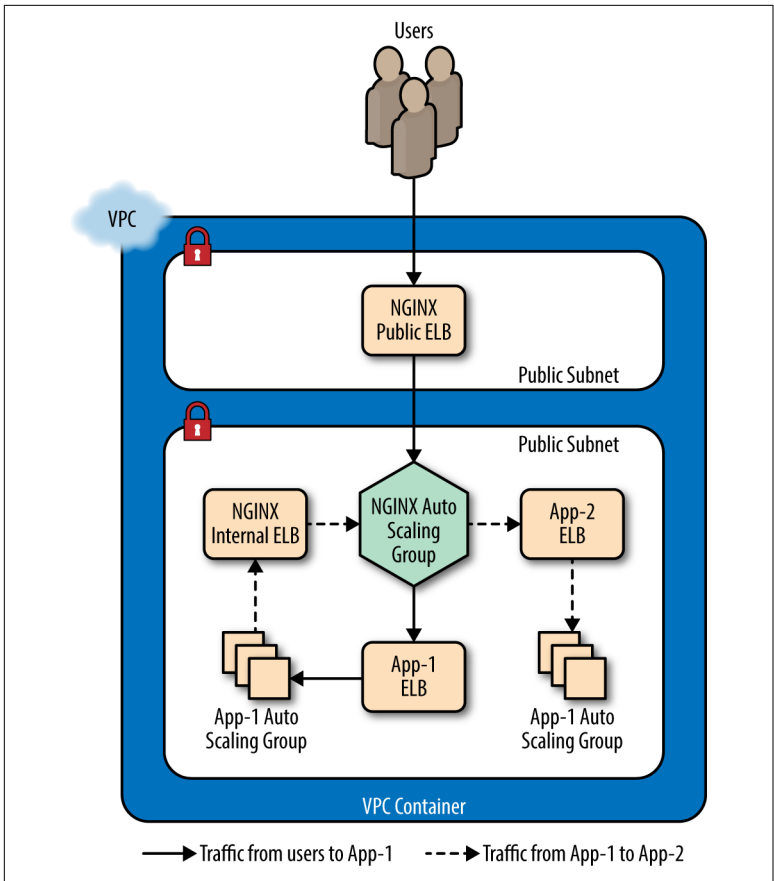 Users
VPC
NGINX
Public ELB
Public Subnet
Public Subnet
NGINX
Internal ELB
NGINX Auto
Scaling
Group
App-2
ELB
App-1
ELB
App-1 Auto
Scaling Group
App-1 Auto
Scaling Group
VPC Container
Traffic from users to App-1
Traffic from App-1 to App-2